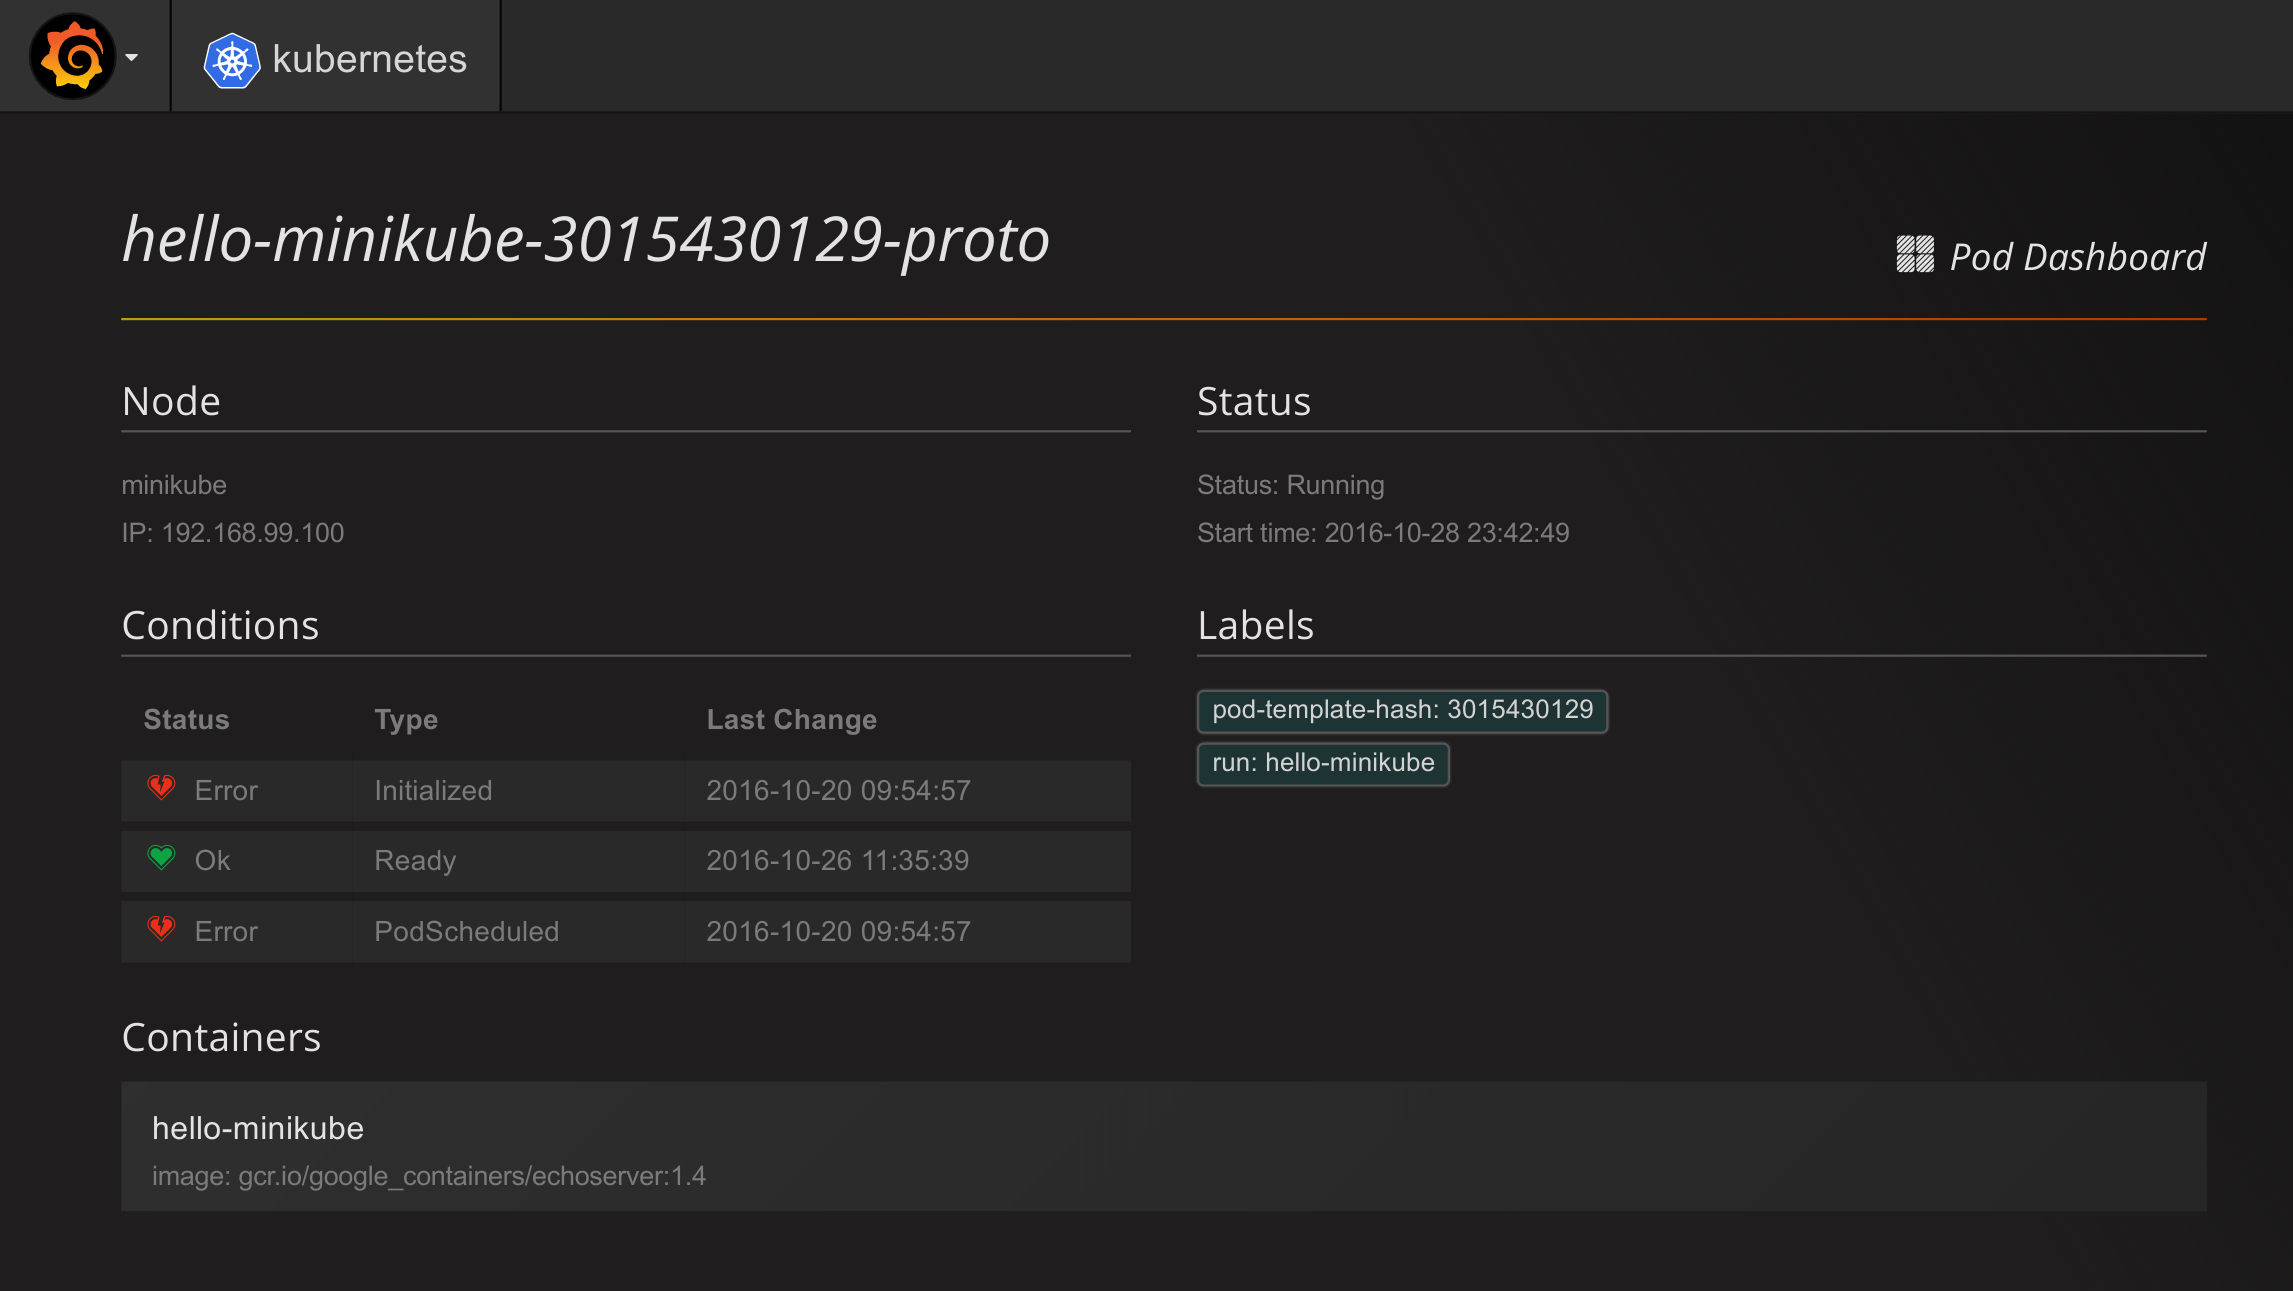 kubernetes
hello-minikube-3015430129-proto
Pod Dashboard
Node
minikube
IP: 192.168.99.100
Status
Status: Running
Start time: 2016-10-28 23:42:49
Conditions
Status Type Last Change
Error Initialized 2016-10-20 09:54:57
Ok Ready 2016-10-26 11:35:39
Error PodScheduled 2016-10-20 09:54:57
Labels
pod-template-hash: 3015430129
run: hello-minikube
Containers
hello-minikube
image: gcr.io/google_containers/echoserver:1.4